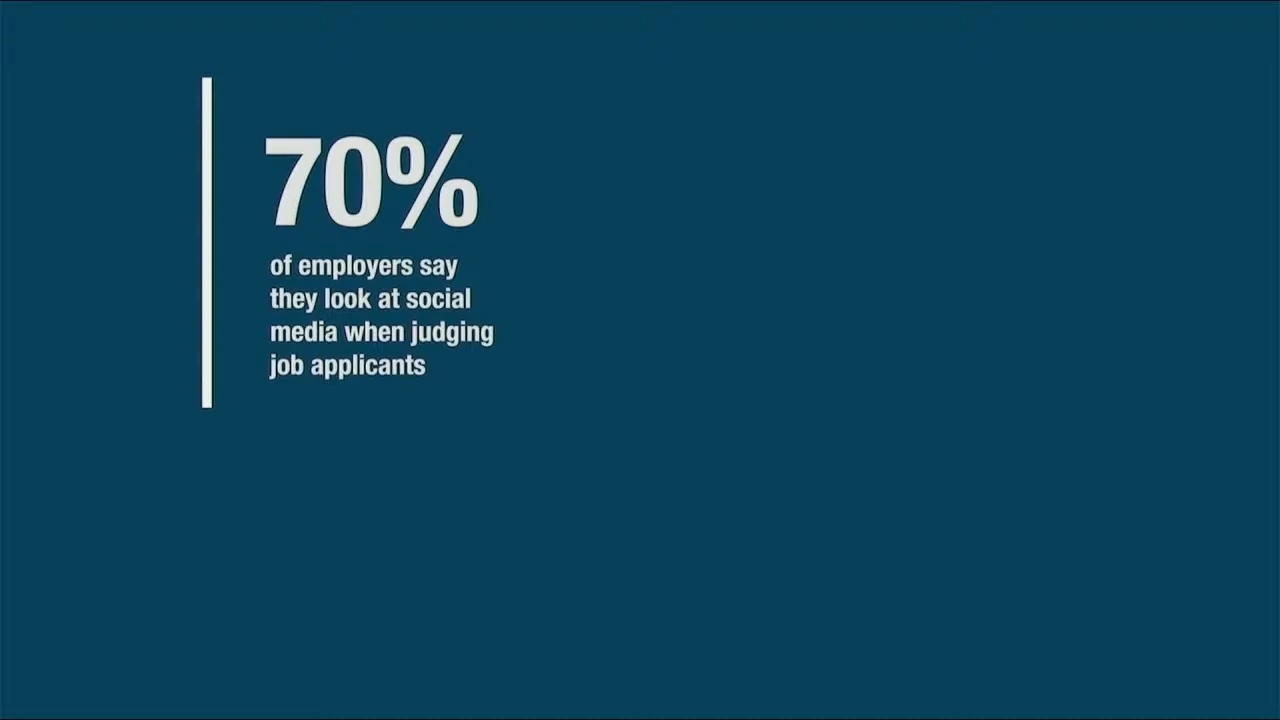 70%
of employers say
they look at social
media when judging
job applicants